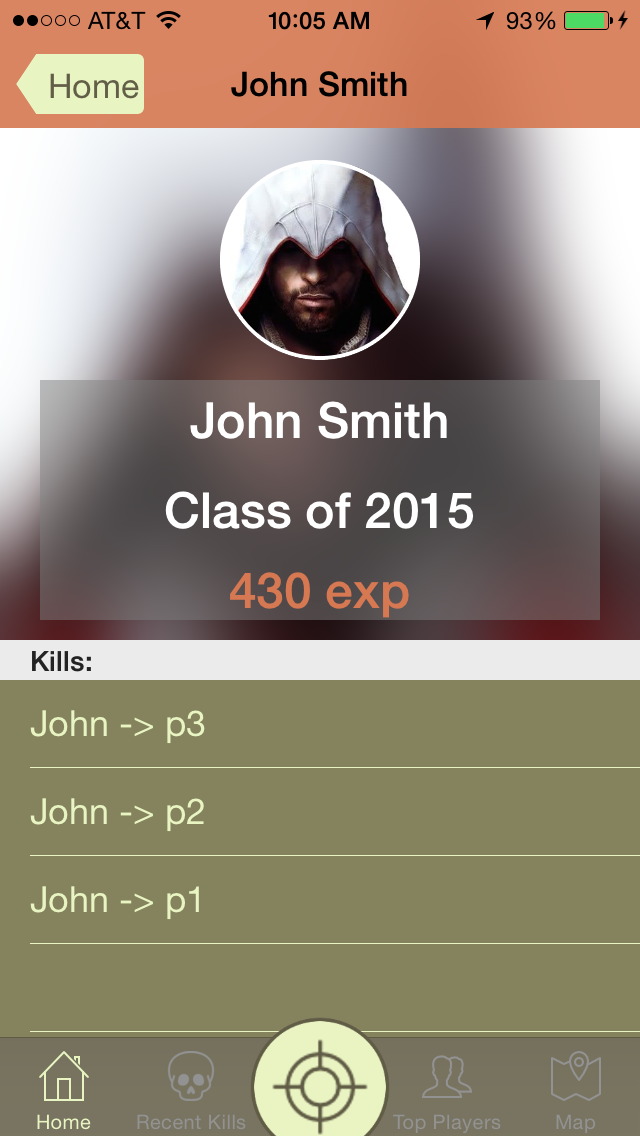 AT&T 10:05 AM 93%
Home John Smith
John Smith
Class of 2015
430 exp
Kills:
John -> p3
John -> p2
John -> p1
Home Recent Kills Top Players Map